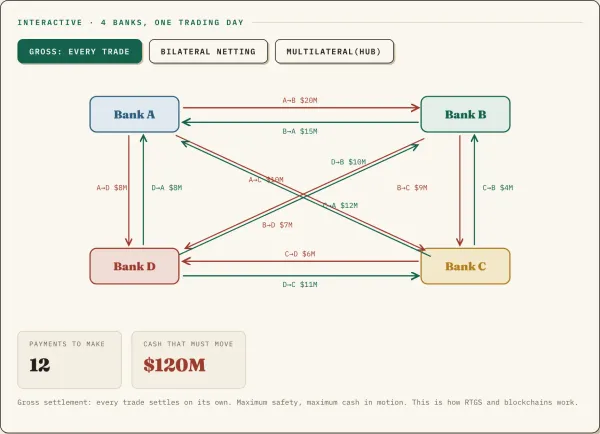 INTERACTIVE · 4 BANKS, ONE TRADING DAY
GROSS: EVERY TRADE
BILATERAL NETTING
MULTILATERAL(HUB)
A→B $20M
Bank A
Bank B
B→A $15M
D→B $10M
A→C $10M
A→D $8M
D→A $8M
B→C $9M
C→B $4M
C→A $12M
B→D $7M
C→D $6M
Bank D
Bank C
D→C $11M
PAYMENTS TO MAKE
12
CASH THAT MUST MOVE
$120M
Gross settlement: every trade settles on its own. Maximum safety, maximum cash in motion. This is how RTGS and blockchains work.